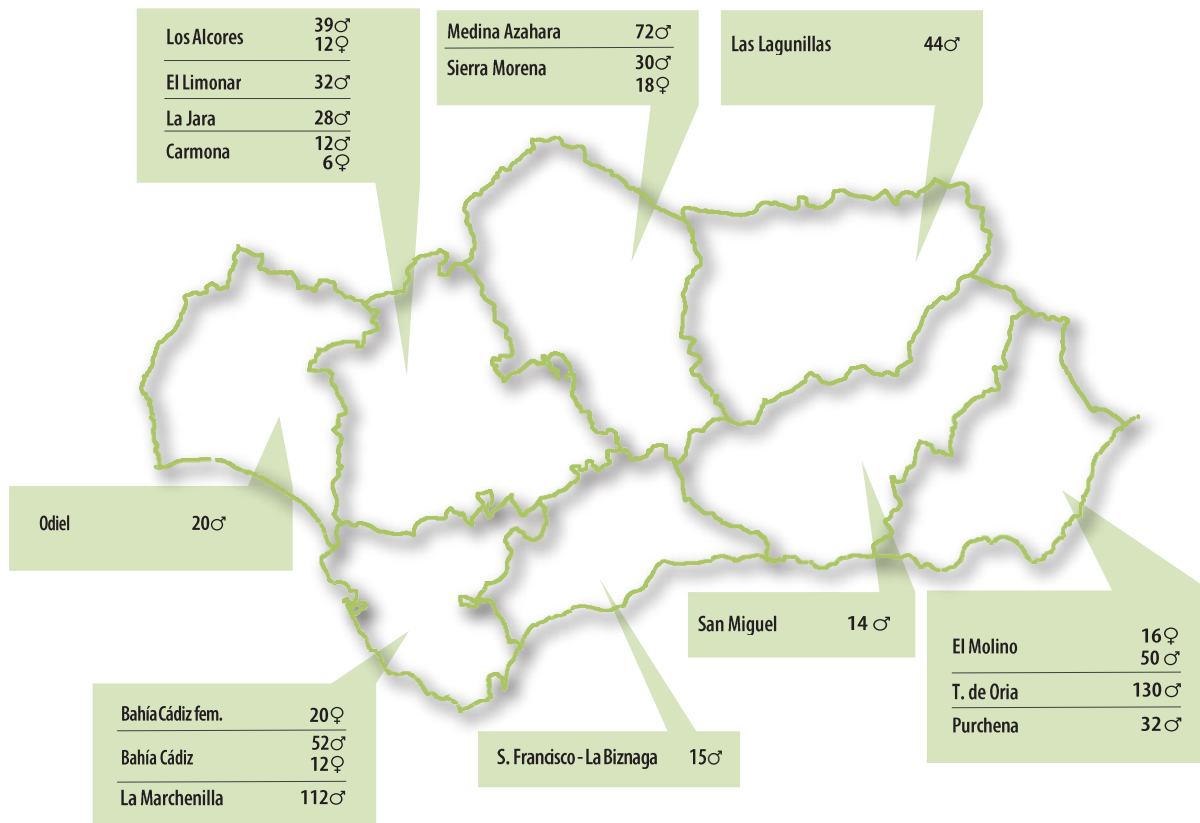 Los Alcores 39♂
12♀
El Limonar 32♂
La Jara 28♂
Carmona 12♂
6♀
Medina Azahara 72♂
Sierra Morena 30♂
18♀
Las Lagunillas 44♂
Odiel 20♂
San Miguel 14 ♂
El Molino 16♀
50 ♂
T. de Oria 130♂
Purchena 32♂
Bahía Cádiz fem. 20♀
Bahía Cádiz 52♂
12♀
La Marchenilla 112♂
S. Francisco - La Biznaga 15♂